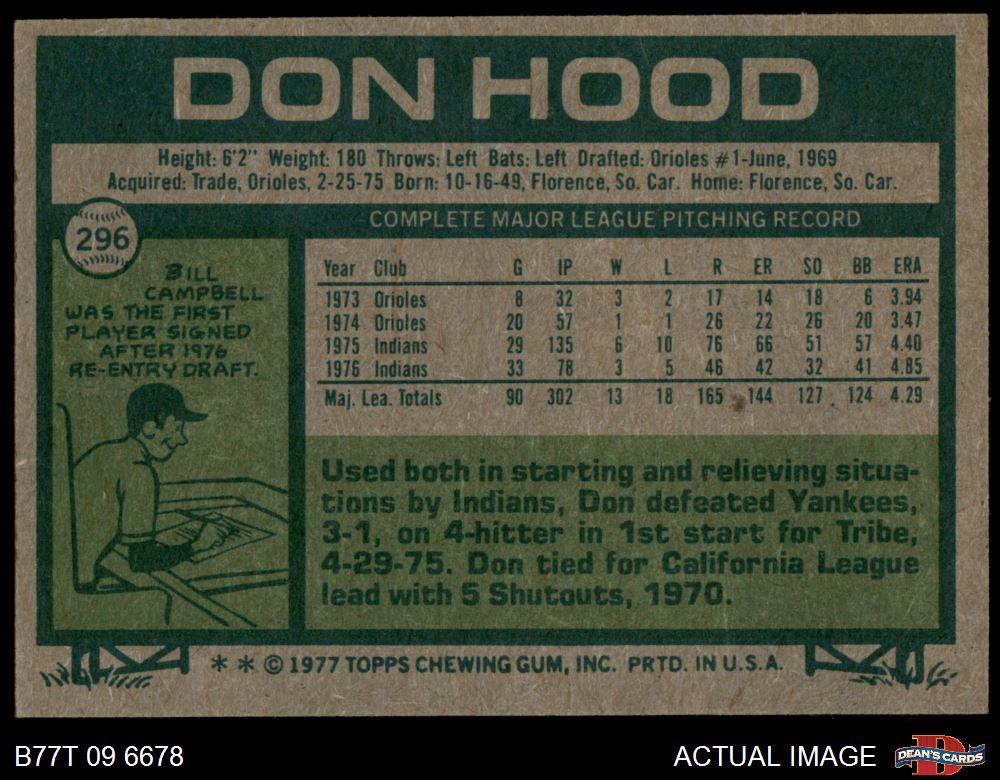 DON HOOD
Height: 6'2" Weight: 180 Throws: Left Bats: Left Drafted: Orioles #1-June, 1969
Acquired: Trade, Orioles, 2-25-75 Born: 10-16-49, Florence, So. Car. Home: Florence, So. Car.
296
COMPLETE MAJOR LEAGUE PITCHING RECORD
BILL
CAMPBELL
WAS THE FIRST
PLAYER SIGNED
AFTER 1976
RE-ENTRY DRAFT.
Year Club G IP W L R ER SO BB ERA
1973 Orioles 8 32 3 2 17 14 18 6 3.94
1974 Orioles 20 57 1 1 26 22 26 20 3.47
1975 Indians 29 135 6 10 76 66 51 57 4.40
1976 Indians 33 78 3 5 46 42 32 41 4.85
Maj. Lea. Totals 90 302 13 18 165 144 127 124 4.29
Used both in starting and relieving situa-
tions by Indians, Don defeated Yankees,
3-1, on 4-hitter in 1st start for Tribe,
4-29-75. Don tied for California League
lead with 5 Shutouts, 1970.
* * © 1977 TOPPS CHEWING GUM, INC. PRTD. IN U.S.A.
B77T 09 6678
ACTUAL IMAGE
DEAN'S CARDS